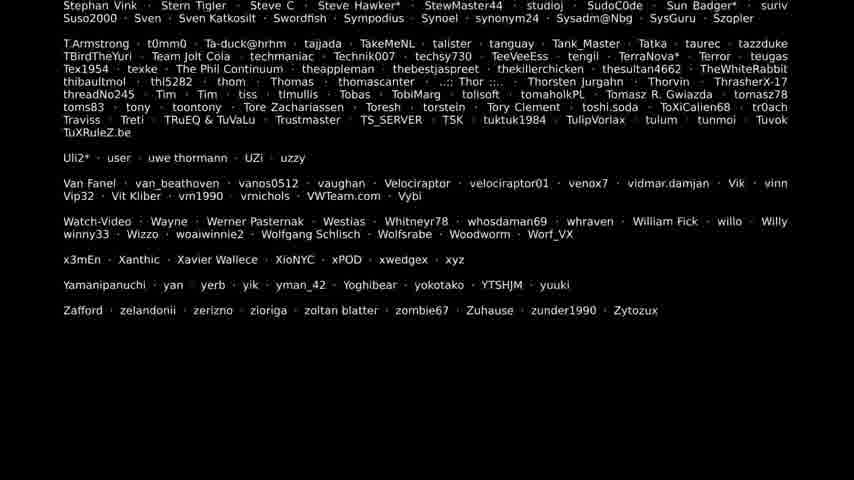 Stephan Vink · Stern Tigler · Steve C · Steve Hawker* · StewMaster44 · studioj · SudoC0de · Sun Badger* · suriv
Suso2000 · Sven · Sven Katkosilt · Swordfish · Sympodius · Synoel · synonym24 · Sysadm@Nbg · SysGuru · Szopler
T.Armstrong · t0mm0 · Ta-duck@hrhm · tajjada · TakeMeNL · talister · tanguay · Tank_Master · Tatka · taurec · tazzduke
TBirdTheYuri · Team Jolt Cola · techmaniac · Technik007 · techsy730 · TeeVeeEss · tengil · TerraNova* · Terror · teugas
Tex1954 · texke · The Phil Continuum · theappleman · thebestjaspreet · thekillerchicken · thesultan4662 · TheWhiteRabbit
thibaultmol · thi5282 · thom · Thomas · thomascanter · ..:; Thor ::.. · Thorsten Jurgahn · Thorvin · ThrasherX-17
threadNo245 · Tim · Tim · tiss · tlmullis · Tobas · TobiMarg · tolisoft · tomaholkPL · Tomasz R. Gwiazda · tomasz78
toms83 · tony · toontony · Tore Zachariassen · Toresh · torstein · Tory Clement · toshi.soda · ToXiCalien68 · tr0ach
Traviss · Treti · TRuEQ & TuVaLu · Trustmaster · TS_SERVER · TSK · tuktuk1984 · TulipVorlax · tulum · tunmoi · Tuvok
TuXRuleZ.be
Uli2* · user · uwe thormann · UZi · uzzy
Van Fanel · van_beathoven · vanos0512 · vaughan · Velociraptor · velociraptor01 · venox7 · vidmar.damjan · Vik · vinn
Vip32 · Vit Kliber · vm1990 · vrnichols · VWTeam.com · Vybi
Watch-Video · Wayne · Werner Pasternak · Westias · Whitneyr78 · whosdaman69 · whraven · William Fick · willo · Willy
winny33 · Wizzo · woaiwinnie2 · Wolfgang Schlisch · Wolfsrabe · Woodworm · Worf_VX
x3mEn · Xanthic · Xavier Wallece · XioNYC · xPOD · xwedgex · xyz
Yamanipanuchi · yan · yerb · yik · yman_42 · Yoghibear · yokotako · YTSHJM · yuuki
Zafford · zelandonii · zerizno · zioriga · zoltan blatter · zombie67 · Zuhause · zunder1990 · Zytozux